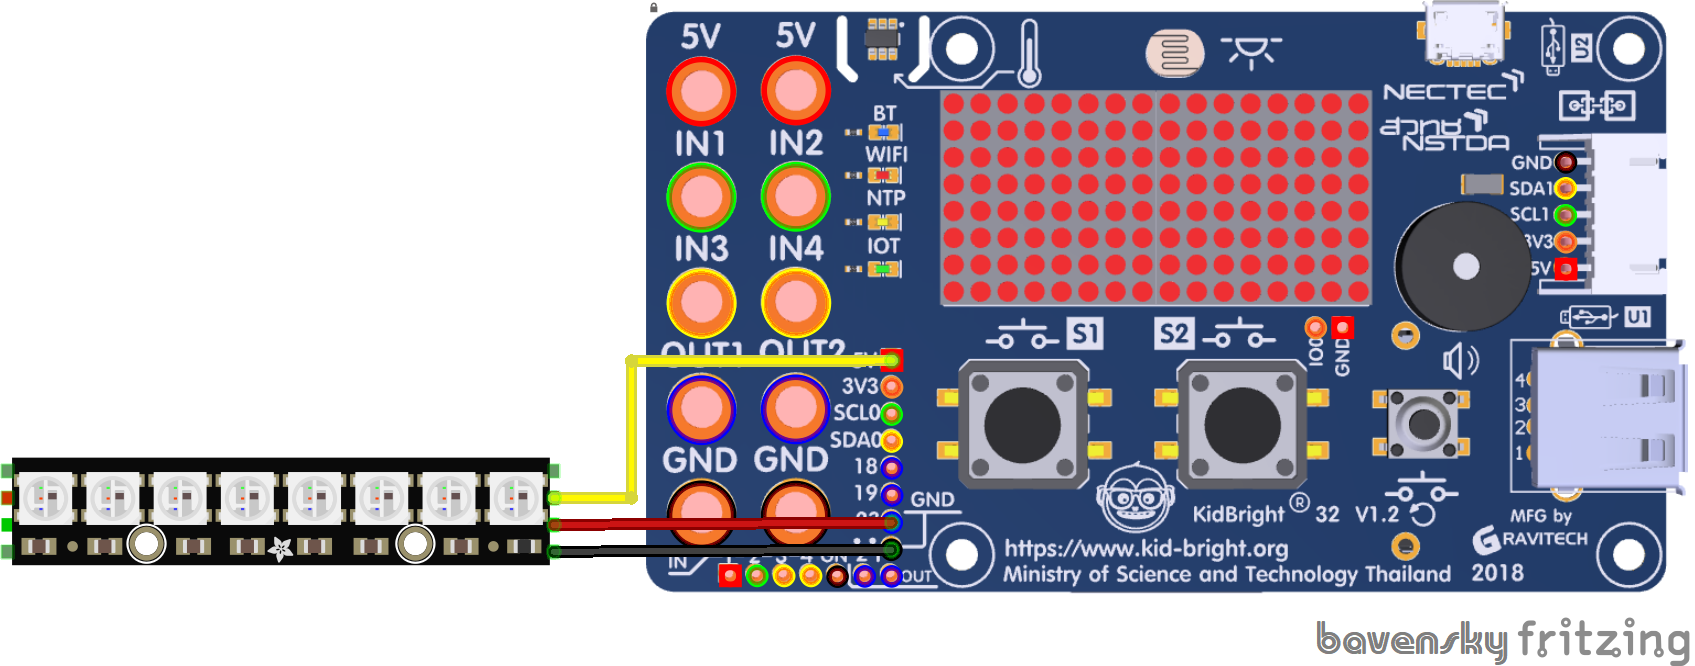 5V 5V
IN1 IN2
IN3 IN4
OUT1 OUT2
GND GND
BT
WIFI
NTP
IOT
3V3
SCL0
SDA0
18
19
GND
IN
OUT
S1
S2
IO0
GND
NECTEC
NSTDA
U2
GND
SDA1
SCL1
3V3
5V
U1
4
3
2
1
KidBright ® 32 V1.2
https://www.kid-bright.org
Ministry of Science and Technology Thailand
MFG by
GRAVITECH
2018
bavensky fritzing